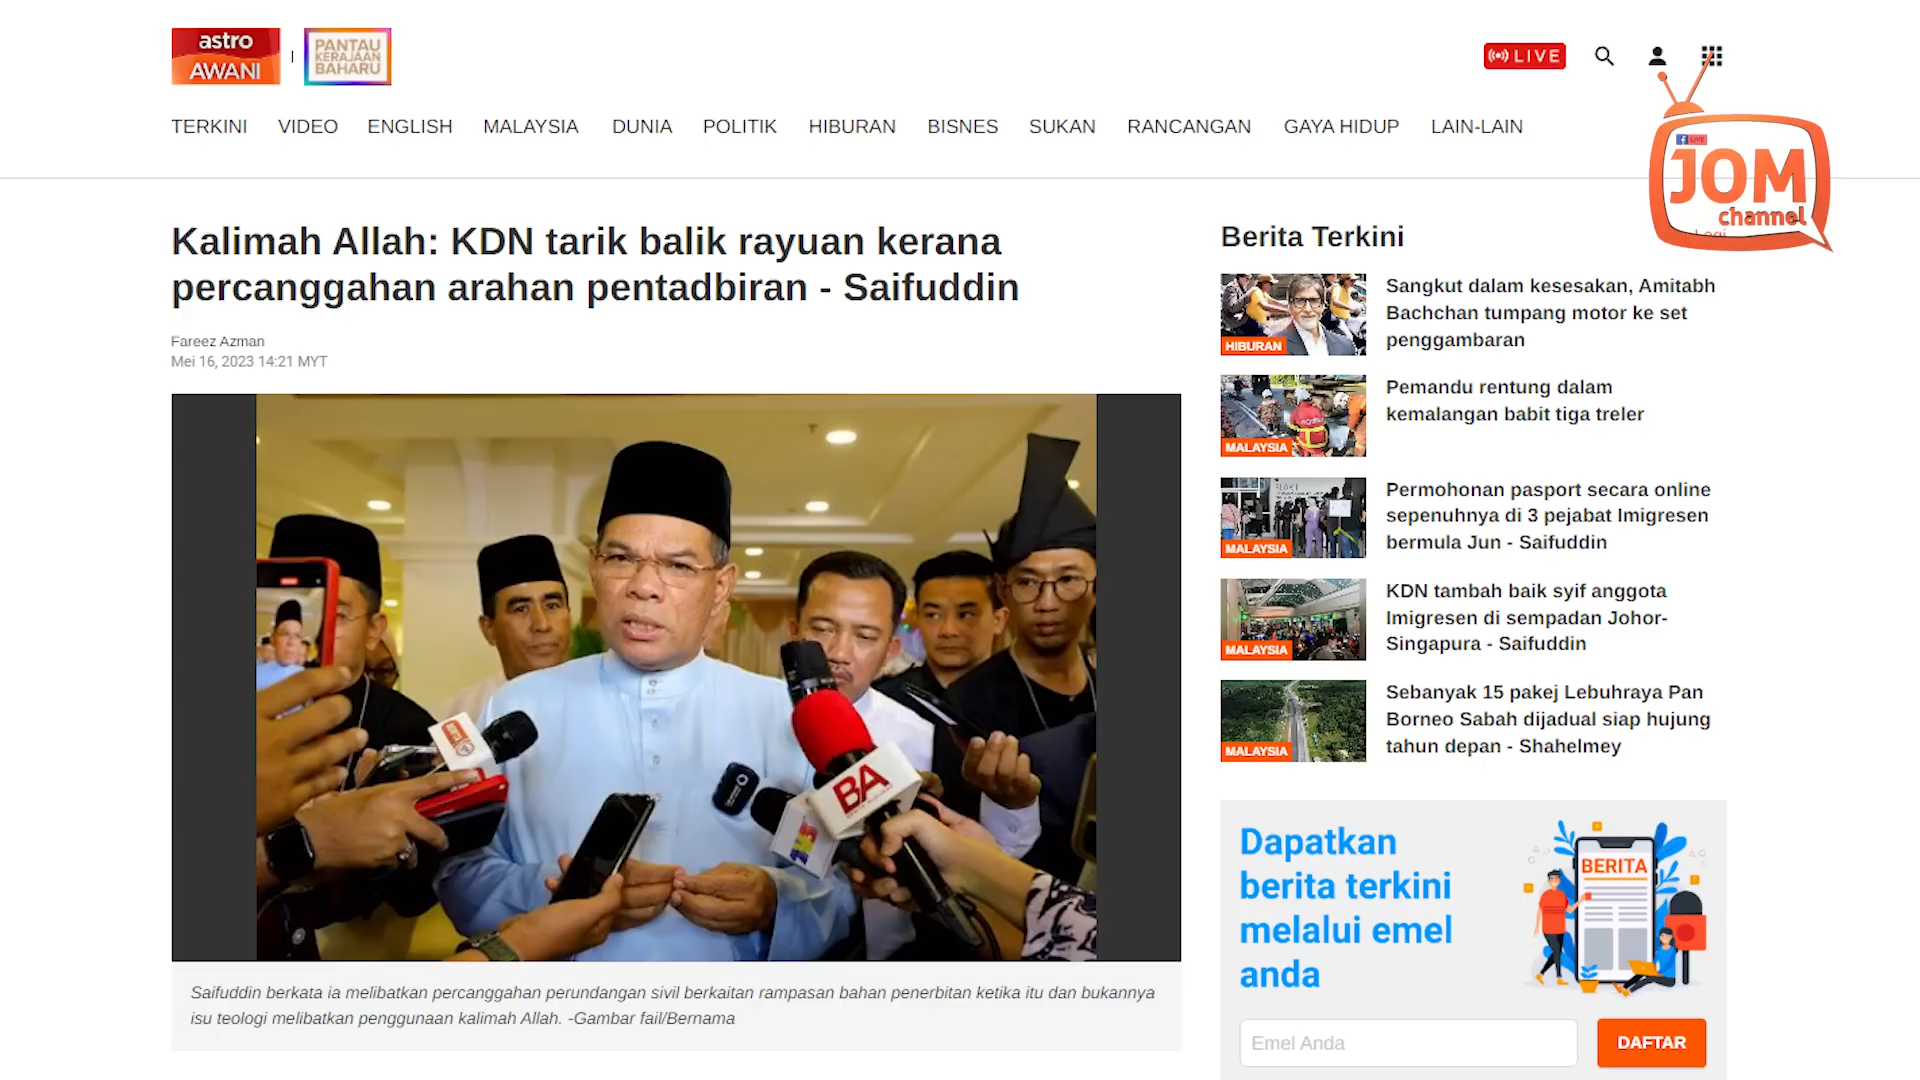 astro
AWANI
PANTAU
KERAJAAN
BAHARU
LIVE
TERKINI VIDEO ENGLISH MALAYSIA DUNIA POLITIK HIBURAN BISNES SUKAN RANCANGAN GAYA HIDUP LAIN-LAIN
LIVE
JOM
channel
Kalimah Allah: KDN tarik balik rayuan kerana
percanggahan arahan pentadbiran - Saifuddin
Fareez Azman
Mei 16, 2023 14:21 MYT
BA
Saifuddin berkata ia melibatkan percanggahan perundangan sivil berkaitan rampasan bahan penerbitan ketika itu dan bukannya
isu teologi melibatkan penggunaan kalimah Allah. -Gambar fail/Bernama
Berita Terkini
HIBURAN
Sangkut dalam kesesakan, Amitabh
Bachchan tumpang motor ke set
penggambaran
MALAYSIA
Pemandu rentung dalam
kemalangan babit tiga treler
MALAYSIA
Permohonan pasport secara online
sepenuhnya di 3 pejabat Imigresen
bermula Jun - Saifuddin
MALAYSIA
KDN tambah baik syif anggota
Imigresen di sempadan Johor-
Singapura - Saifuddin
MALAYSIA
Sebanyak 15 pakej Lebuhraya Pan
Borneo Sabah dijadual siap hujung
tahun depan - Shahelmey
Dapatkan
berita terkini
melalui emel
anda
BERITA
Emel Anda
DAFTAR